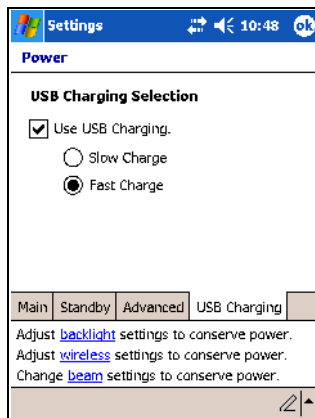 Settings 10:48 ok
Power
USB Charging Selection
Use USB Charging.
Slow Charge
Fast Charge
Main Standby Advanced USB Charging
Adjust backlight settings to conserve power.
Adjust wireless settings to conserve power.
Change beam settings to conserve power.